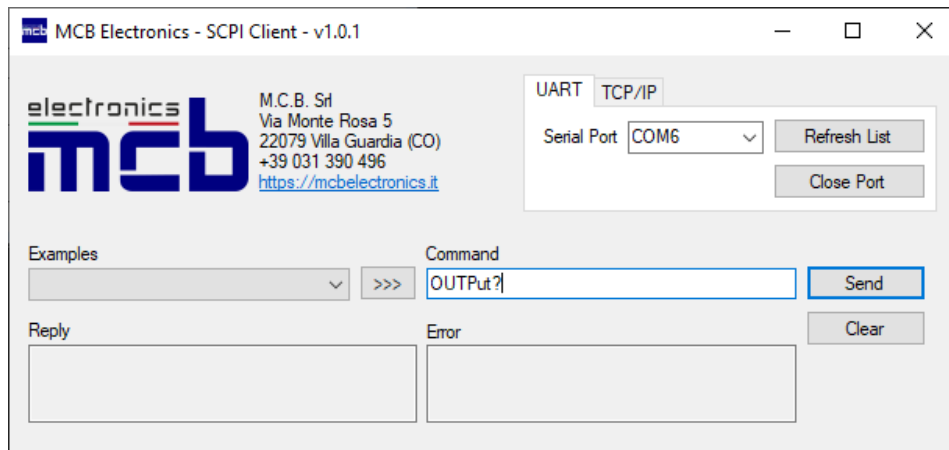 mcb MCB Electronics - SCPI Client - v1.0.1
electronics
mcb
M.C.B. Srl
Via Monte Rosa 5
22079 Villa Guardia (CO)
+39 031 390 496
https://mcbelectronics.it
UART TCP/IP
Serial Port COM6 Refresh List
Close Port
Examples Command
>>> OUTPut? Send
Reply Error Clear